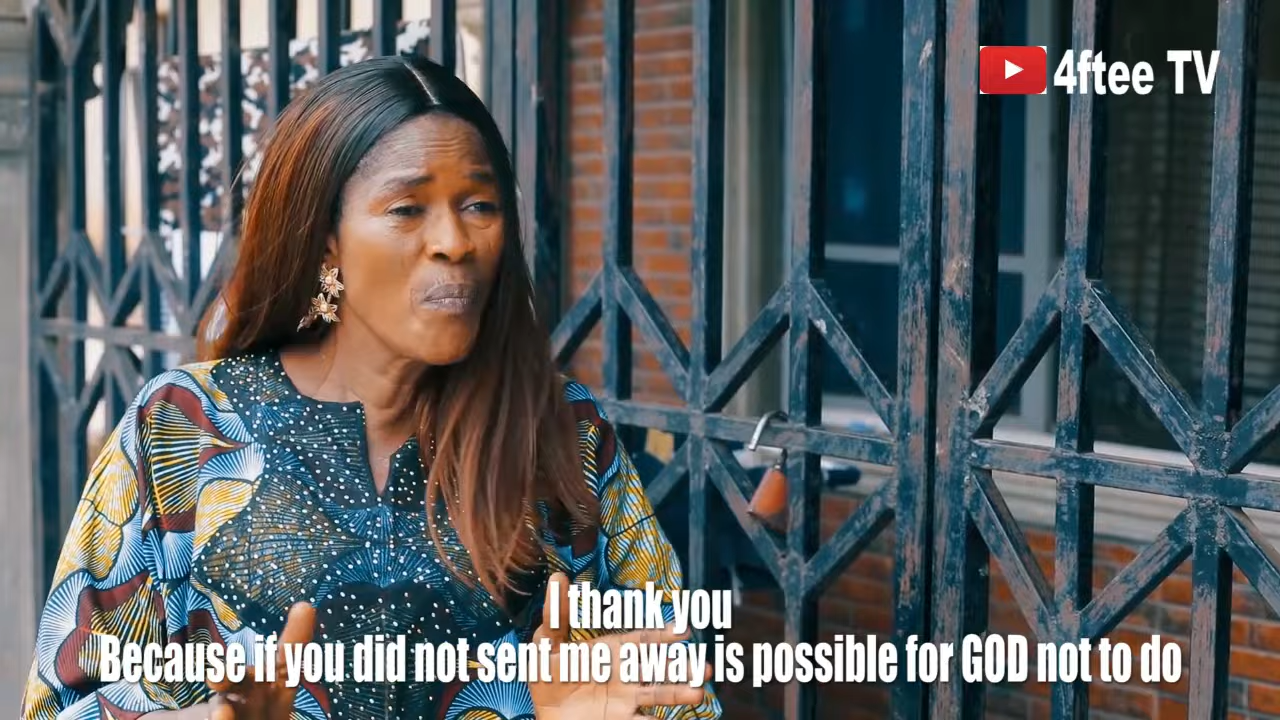 4ftee TV
I thank you
Because if you did not sent me away is possible for GOD not to do